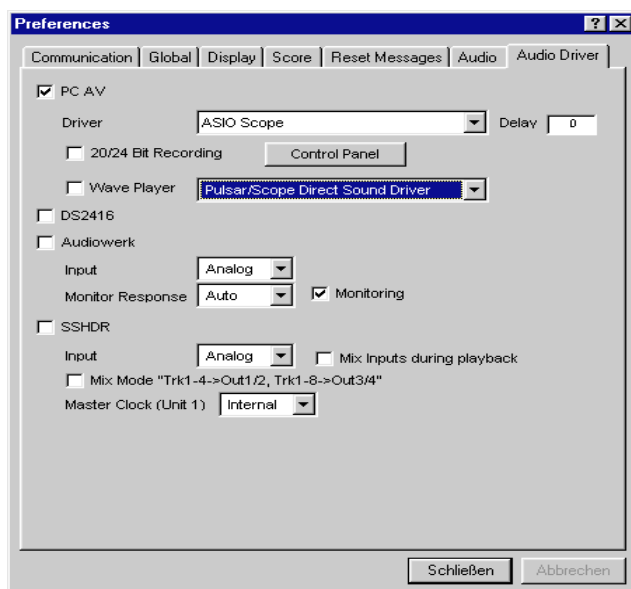 Preferences
Communication Global Display Score Reset Messages Audio Audio Driver
PC AV
Driver ASIO Scope Delay 0
20/24 Bit Recording Control Panel
Wave Player Pulsar/Scope Direct Sound Driver
DS2416
Audiowerk
Input Analog
Monitor Response Auto Monitoring
SSHDR
Input Analog Mix Inputs during playback
Mix Mode "Trk1-4->Out1/2, Trk1-8->Out3/4"
Master Clock (Unit 1) Internal
Schließen Abbrechen